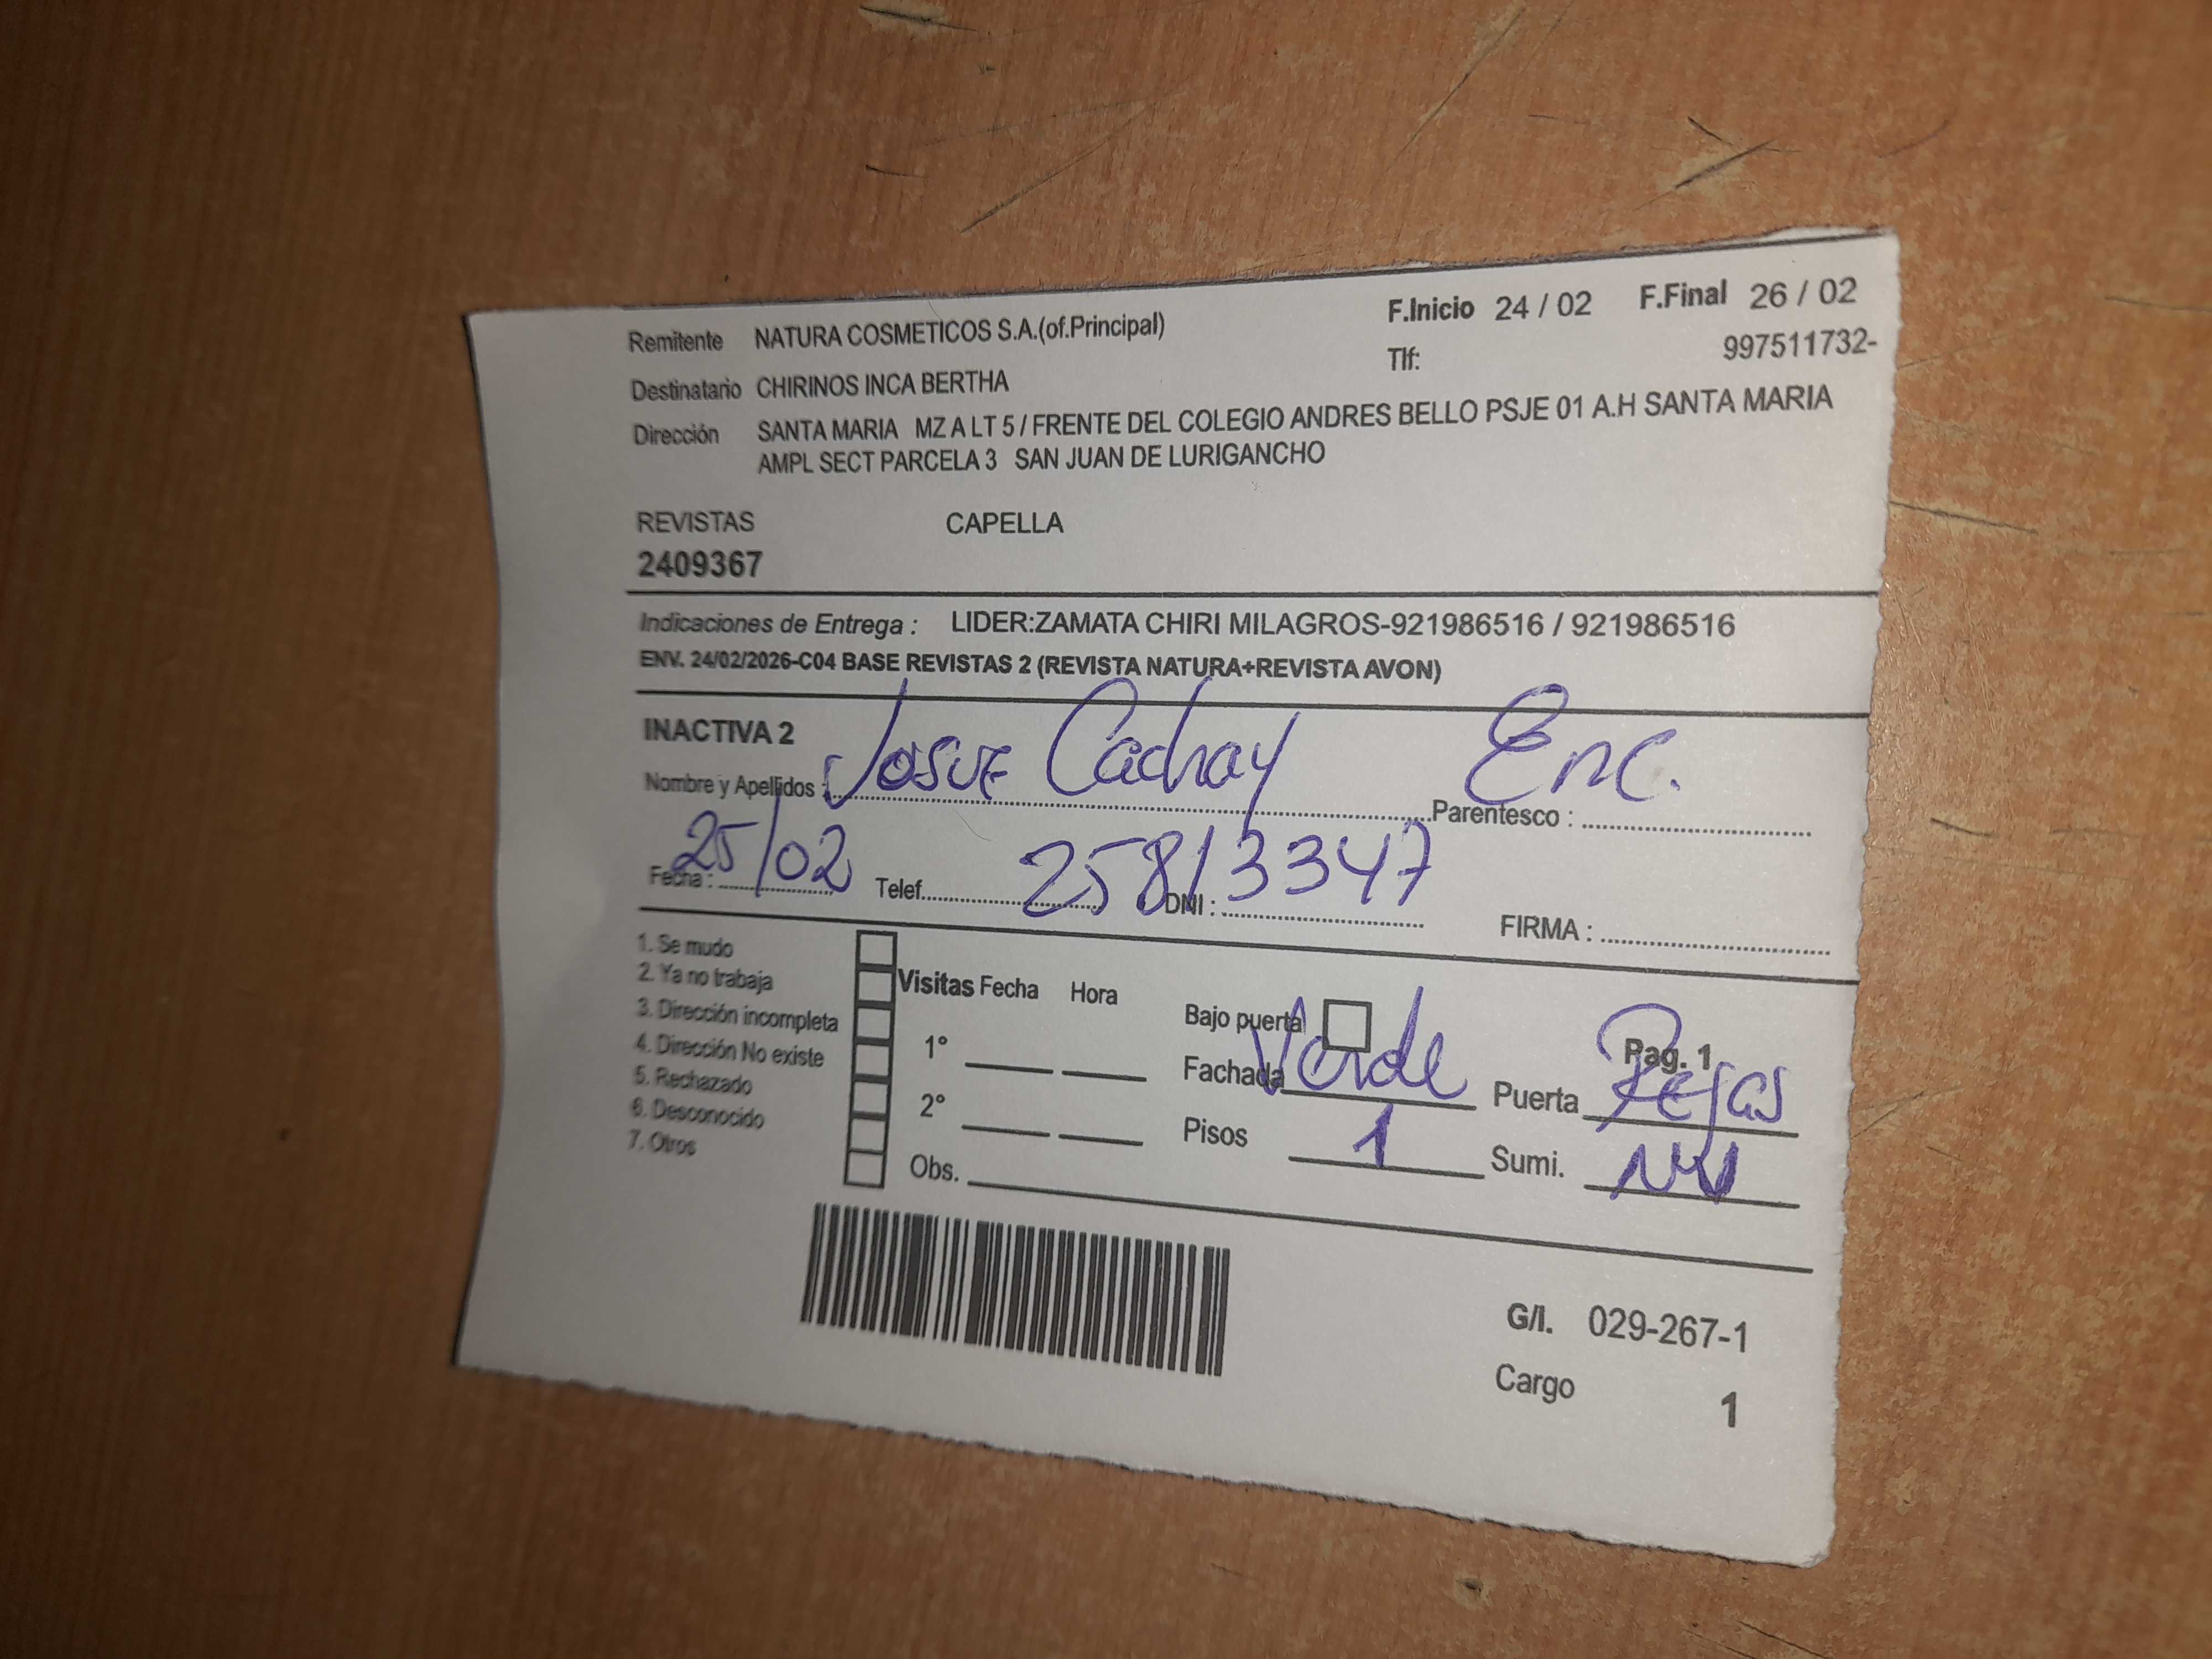 Remitente NATURA COSMETICOS S.A.(of.Principal) F.Inicio 24 / 02 F.Final 26 / 02
Tlf: 997511732-
Destinatario CHIRINOS INCA BERTHA
Dirección SANTA MARIA MZ A LT 5 / FRENTE DEL COLEGIO ANDRES BELLO PSJE 01 A.H SANTA MARIA
AMPL SECT PARCELA 3 SAN JUAN DE LURIGANCHO
REVISTAS CAPELLA
2409367
Indicaciones de Entrega : LIDER:ZAMATA CHIRI MILAGROS-921986516 / 921986516
ENV. 24/02/2026-C04 BASE REVISTAS 2 (REVISTA NATURA+REVISTA AVON)
INACTIVA 2
Nombre y Apellidos : Josue Cachay Parentesco : Enc.
Fecha : 25/02 Telef. DNI : 25813347 FIRMA :
1. Se mudo
2. Ya no trabaja
3. Dirección incompleta
4. Dirección No existe
5. Rechazado
6. Desconocido
7. Otros
Visitas Fecha Hora
1°
2°
Obs.
Bajo puerta Pag. 1
Fachada Verde Puerta Rejas
Pisos 1 Sumi.
G/I. 029-267-1
Cargo 1